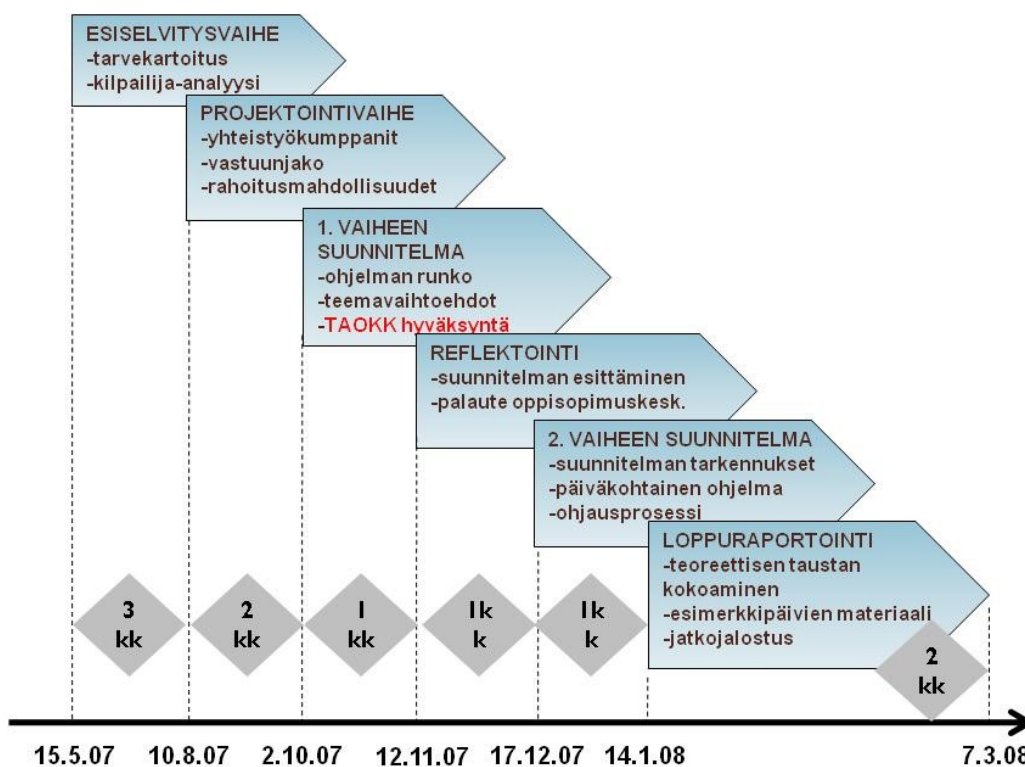 ESISELVITYSVAIHE
-tarvekartoitus
-kilpailija-analyysi
PROJEKTOINTIVAIHE
-yhteistyökumppanit
-vastuunjako
-rahoitusmahdollisuudet
1. VAIHEEN
SUUNNITELMA
-ohjelman runko
-teemavaihtoehdot
-TAOKK hyväksyntä
REFLEKTOINTI
-suunnitelman esittäminen
-palaute oppisopimuskesk.
2. VAIHEEN SUUNNITELMA
-suunnitelman tarkennukset
-päiväkohtainen ohjelma
-ohjausprosessi
LOPPURAPORTOINTI
-teoreettisen taustan
kokoaminen
-esimerkkipäivien materiaali
-jatkojalostus
3
kk
2
kk
1
kk
1k
k
1k
k
2
kk
15.5.07 10.8.07 2.10.07 12.11.07 17.12.07 14.1.08 7.3.08